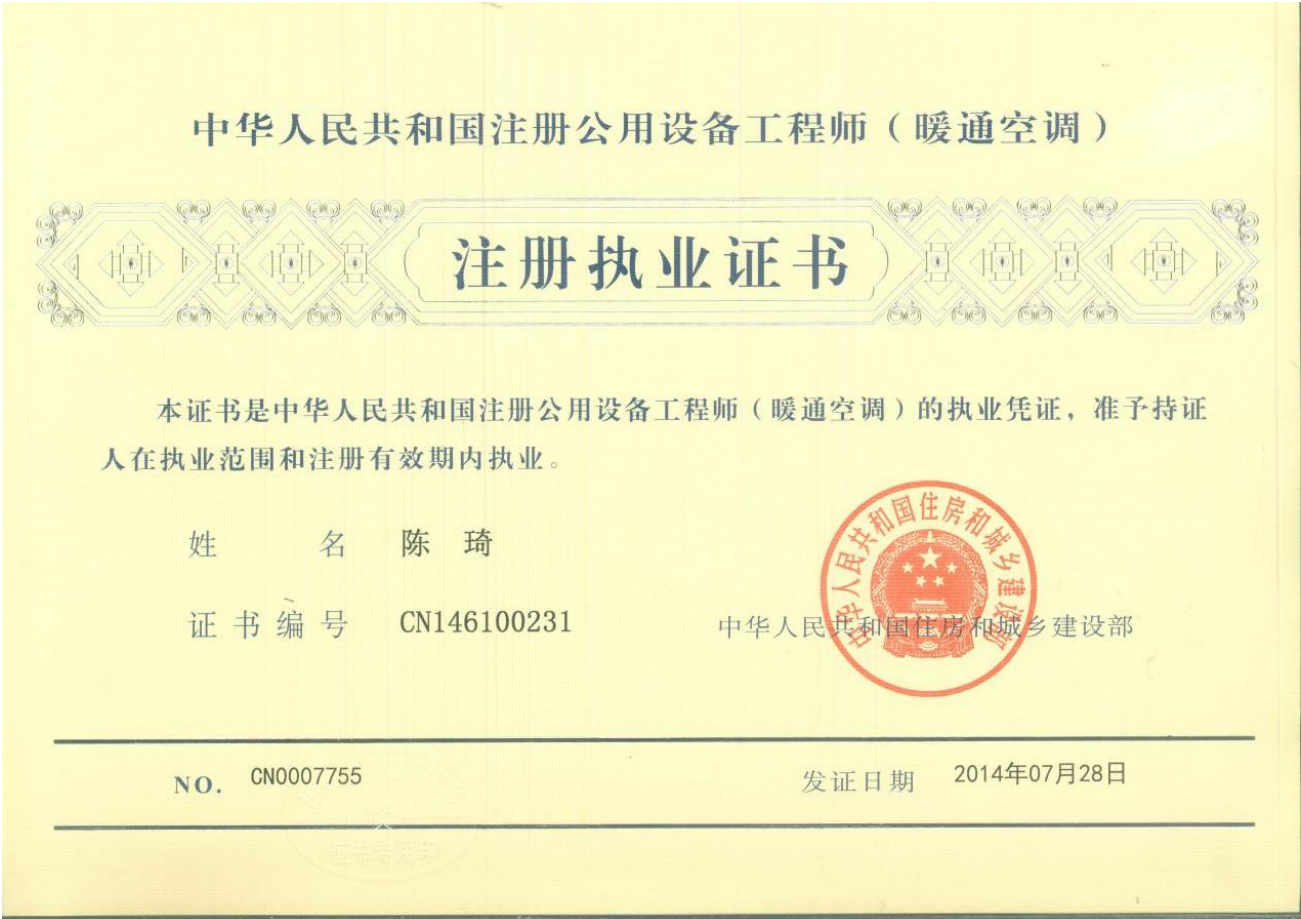 中华人民共和国注册公用设备工程师（暖通空调）
注册执业证书
本证书是中华人民共和国注册公用设备工程师（暖通空调）的执业凭证，准予持证
人在执业范围和注册有效期内执业。
姓 名 陈 琦
证书编号 CN146100231
中华人民共和国住房和城乡建设部
中华人民共和国住房和城乡建设部
NO. CN0007755
发证日期 2014年07月28日